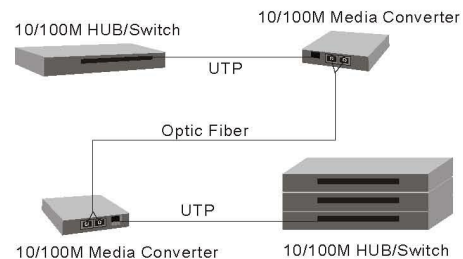 10/100M Media Converter
10/100M HUB/Switch
UTP
Optic Fiber
UTP
10/100M Media Converter
10/100M HUB/Switch